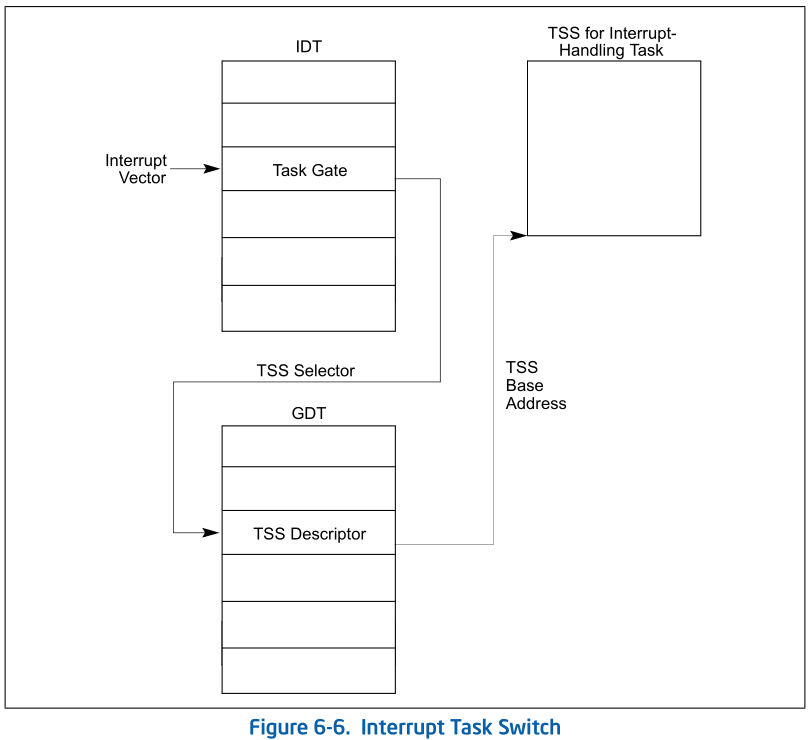 IDT
TSS for Interrupt-
Handling Task
Interrupt
Vector
Task Gate
TSS Selector
TSS
Base
Address
GDT
TSS Descriptor
Figure 6-6. Interrupt Task Switch